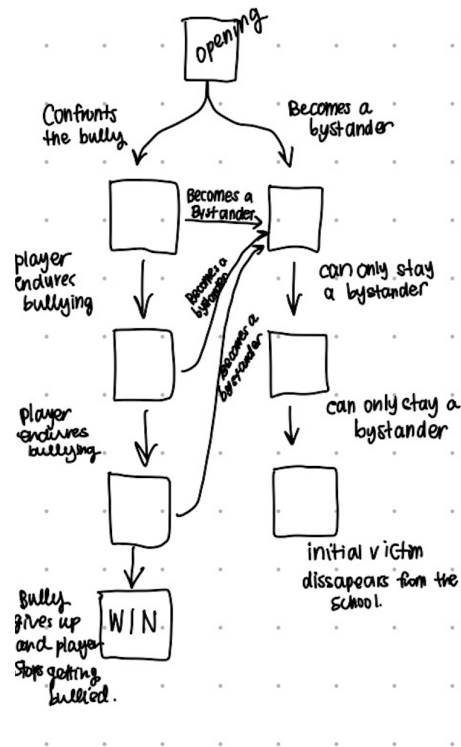 opening
Confronts
the bully
Becomes a
bystander
Becomes a
Bystander
player
endures
bullying
Becomes a
bystander
can only stay
a bystander
Becomes a
bystander
player
endures
bullying
can only stay a
bystander
initial victim
dissapears from the
school.
Bully
gives up
and player
stops getting
bullied.
WIN